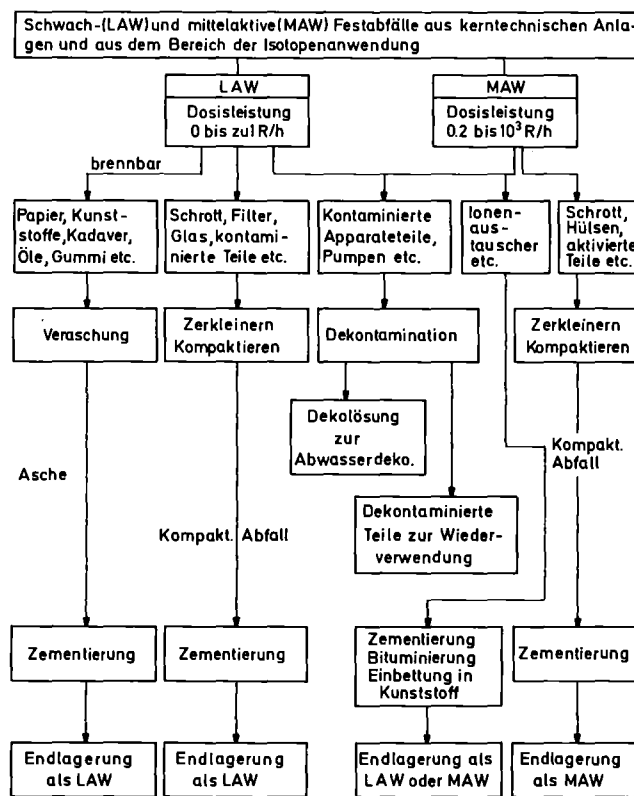 Schwach-(LAW) und mittelaktive(MAW) Festabfälle aus kerntechnischen Anla-
gen und aus dem Bereich der Isotopenanwendung
LAW
Dosisleistung
0 bis zu 1 R/h
MAW
Dosisleistung
0.2 bis 10³ R/h
brennbar
Papier, Kunst-
stoffe, Kadaver,
Öle, Gummi etc.
Schrott, Filter,
Glas, kontami-
nierte Teile etc.
Kontaminierte
Apparateteile,
Pumpen etc.
Ionen-
aus-
tauscher
etc.
Schrott,
Hülsen,
aktivierte
Teile etc.
Veraschung
Zerkleinern
Kompaktieren
Dekontamination
Zerkleinern
Kompaktieren
Dekolösung
zur
Abwasserdeko.
Asche
Kompakt. Abfall
Dekontaminierte
Teile zur Wieder-
verwendung
Kompakt.
Abfall
Zementierung
Zementierung
Zementierung
Bituminierung
Einbettung in
Kunststoff
Zementierung
Endlagerung
als LAW
Endlagerung
als LAW
Endlagerung als
LAW oder MAW
Endlagerung
als MAW